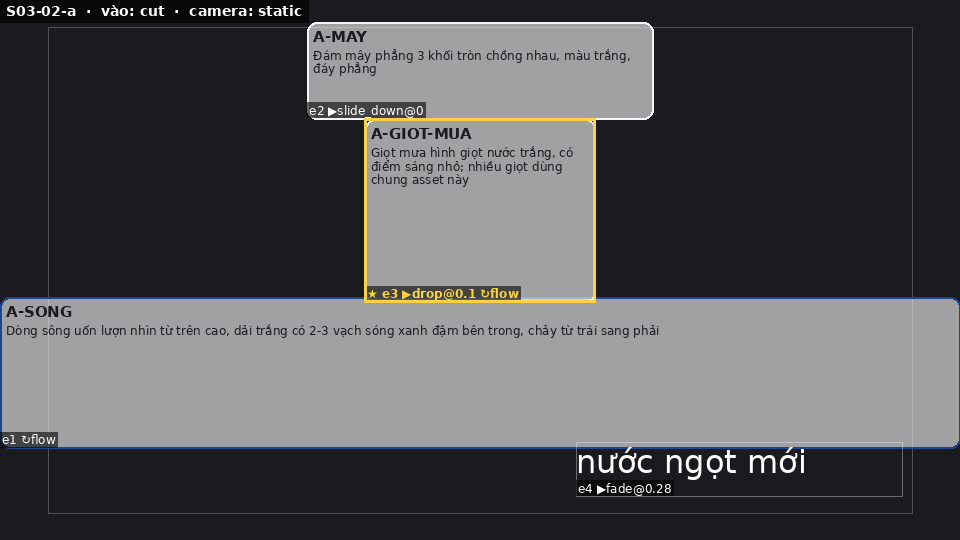 S03-02-a  ·  vào: cut  ·  camera: static
A-MAY
Đám mây phẳng 3 khối tròn chồng nhau, màu trắng,
đáy phẳng
e2 ▶slide_down@0
A-GIOT-MUA
Giọt mưa hình giọt nước trắng, có
điểm sáng nhỏ; nhiều giọt dùng
chung asset này
★ e3 ▶drop@0.1 ↻flow
A-SONG
Dòng sông uốn lượn nhìn từ trên cao, dải trắng có 2-3 vạch sóng xanh đậm bên trong, chảy từ trái sang phải
e1 ↻flow
nước ngọt mới
e4 ▶fade@0.28